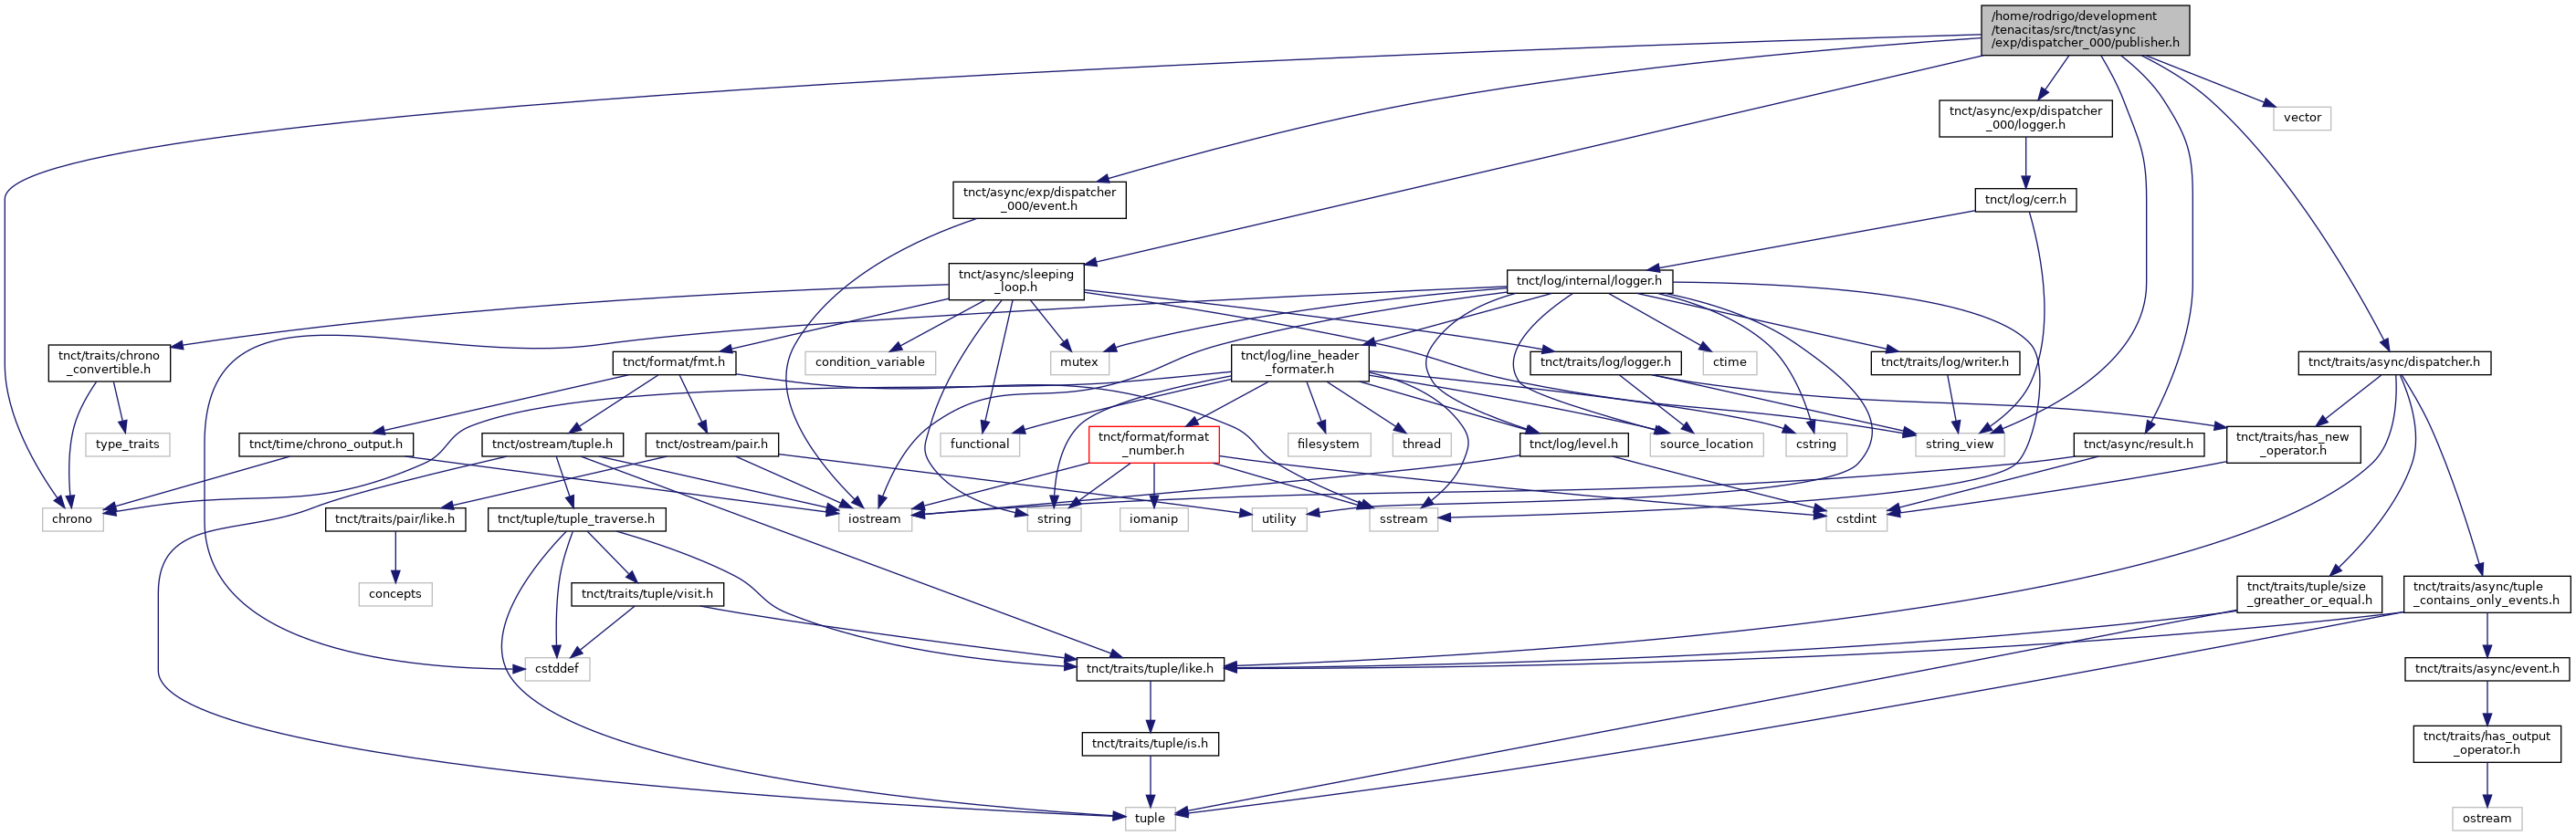 /home/rodrigo/development
/tenacitas/src/tnct/async
/exp/dispatcher_000/publisher.h
tnct/async/exp/dispatcher
_000/logger.h
vector
tnct/async/exp/dispatcher
_000/event.h
tnct/log/cerr.h
tnct/async/sleeping
_loop.h
tnct/log/internal/logger.h
tnct/traits/chrono
_convertible.h
tnct/format/fmt.h
condition_variable
mutex
tnct/log/line_header
_formater.h
tnct/traits/log/logger.h
ctime
tnct/traits/log/writer.h
tnct/traits/async/dispatcher.h
type_traits
tnct/time/chrono_output.h
tnct/ostream/tuple.h
tnct/ostream/pair.h
functional
tnct/format/format
_number.h
filesystem
thread
tnct/log/level.h
source_location
cstring
string_view
tnct/async/result.h
tnct/traits/has_new
_operator.h
chrono
tnct/traits/pair/like.h
tnct/tuple/tuple_traverse.h
iostream
string
iomanip
utility
sstream
cstdint
concepts
tnct/traits/tuple/visit.h
tnct/traits/tuple/size
_greather_or_equal.h
tnct/traits/async/tuple
_contains_only_events.h
cstddef
tnct/traits/tuple/like.h
tnct/traits/async/event.h
tnct/traits/tuple/is.h
tnct/traits/has_output
_operator.h
tuple
ostream